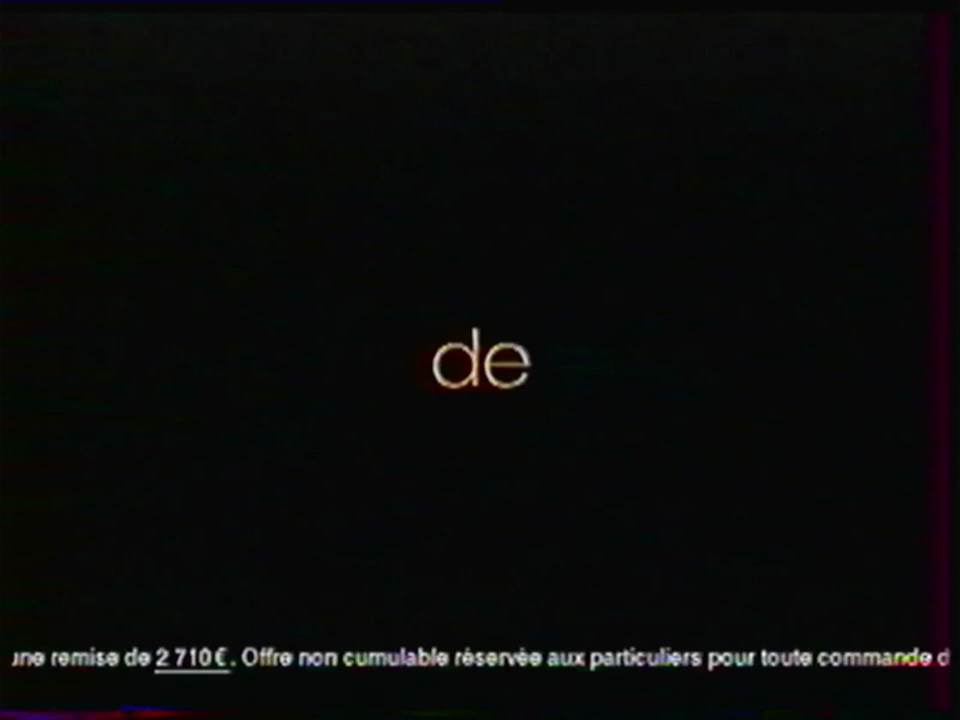 de
une remise de 2 710€. Offre non cumulable réservée aux particuliers pour toute commande d